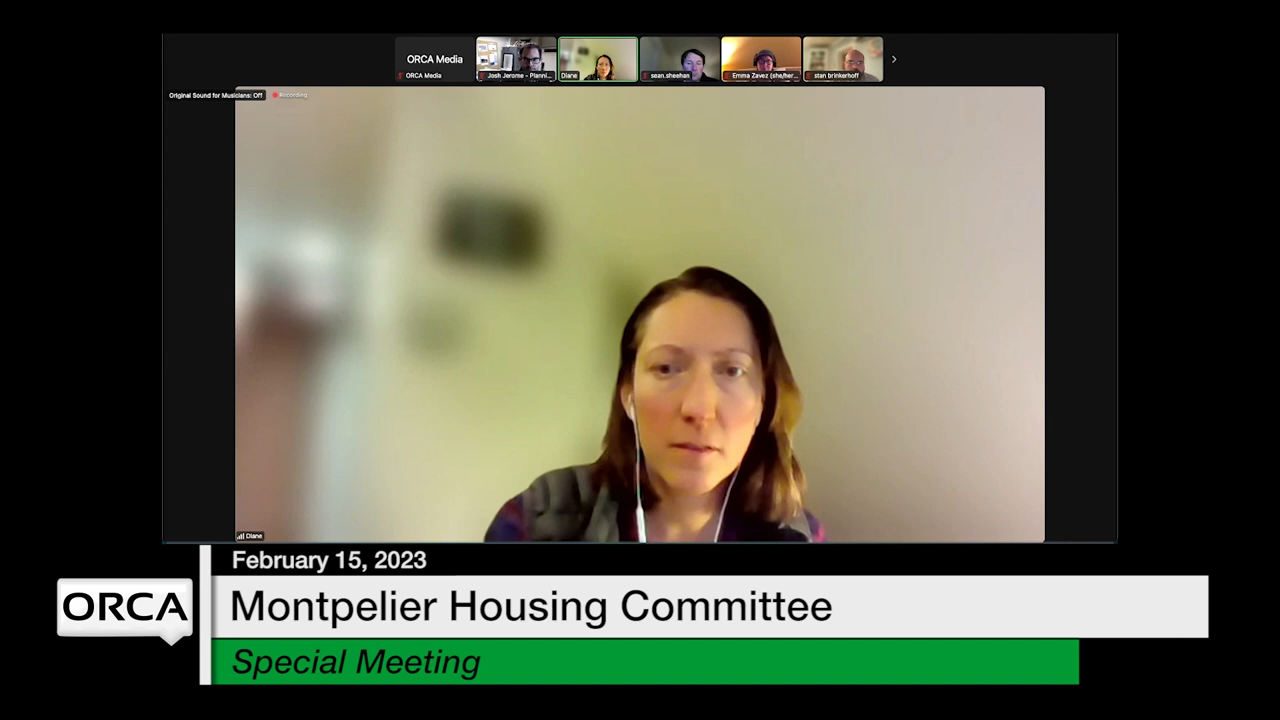 ORCA Media
ORCA Media
Josh Jerome - Planni...
Diane
sean.sheehan
Emma Zavez (she/her...
stan brinkerhoff
Original Sound for Musicians: Off
Recording
Diane
February 15, 2023
ORCA
Montpelier Housing Committee
Special Meeting